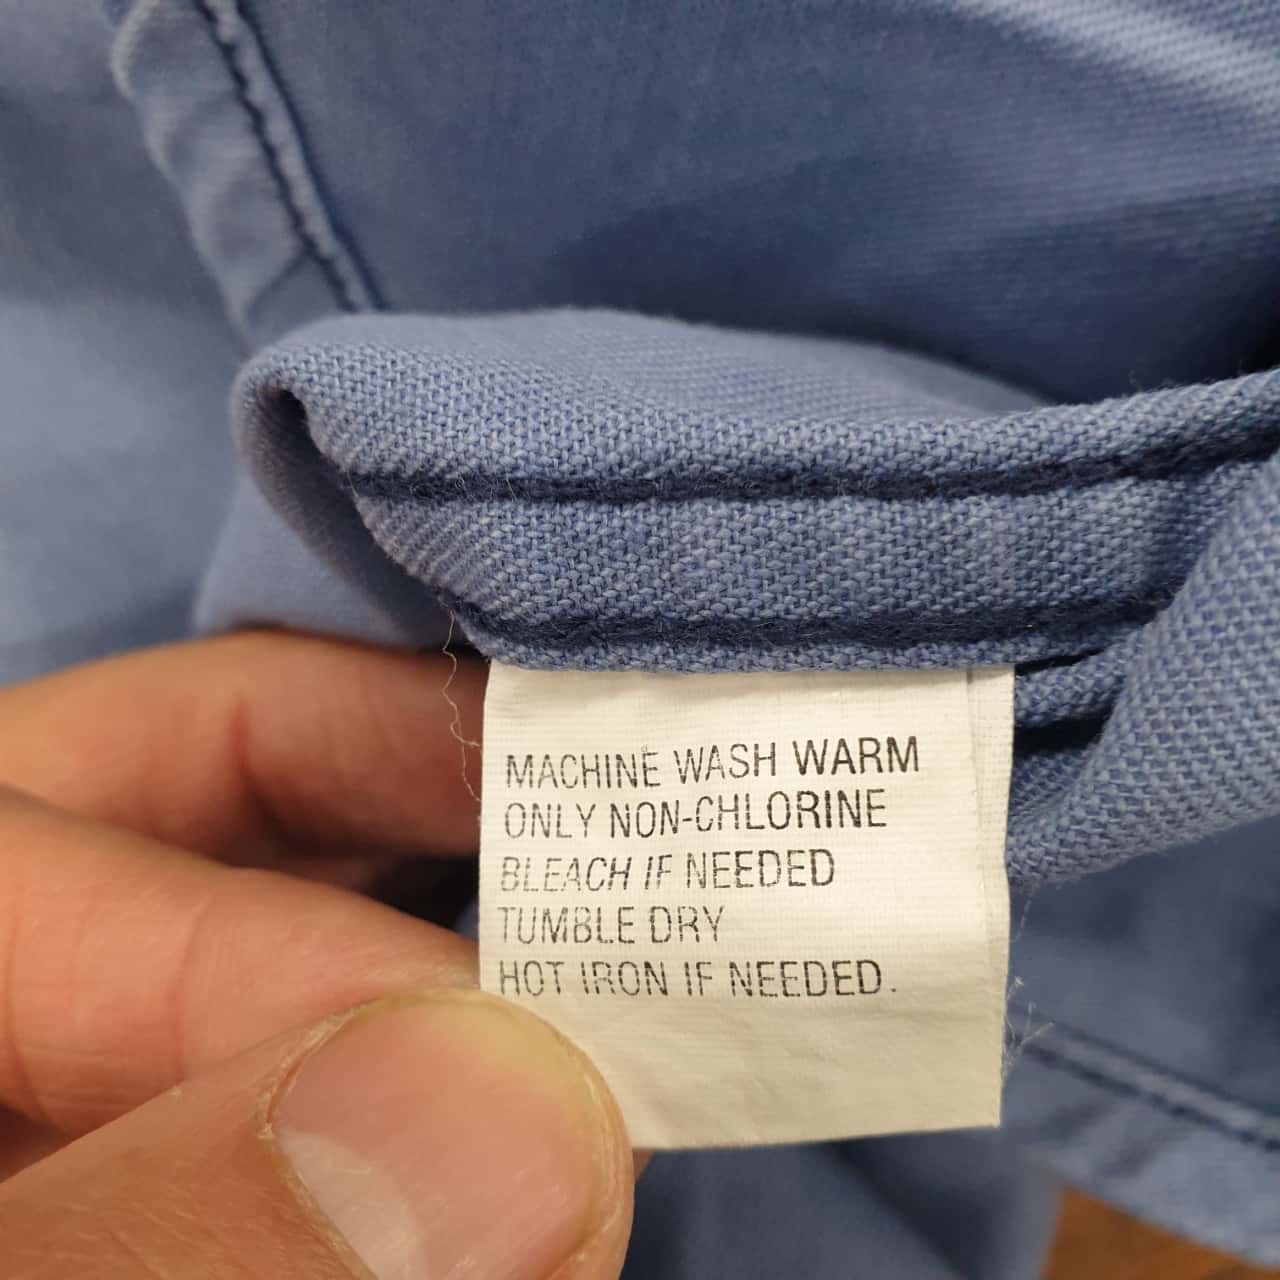 MACHINE WASH WARM
ONLY NON-CHLORINE
BLEACH IF NEEDED
TUMBLE DRY
HOT IRON IF NEEDED.